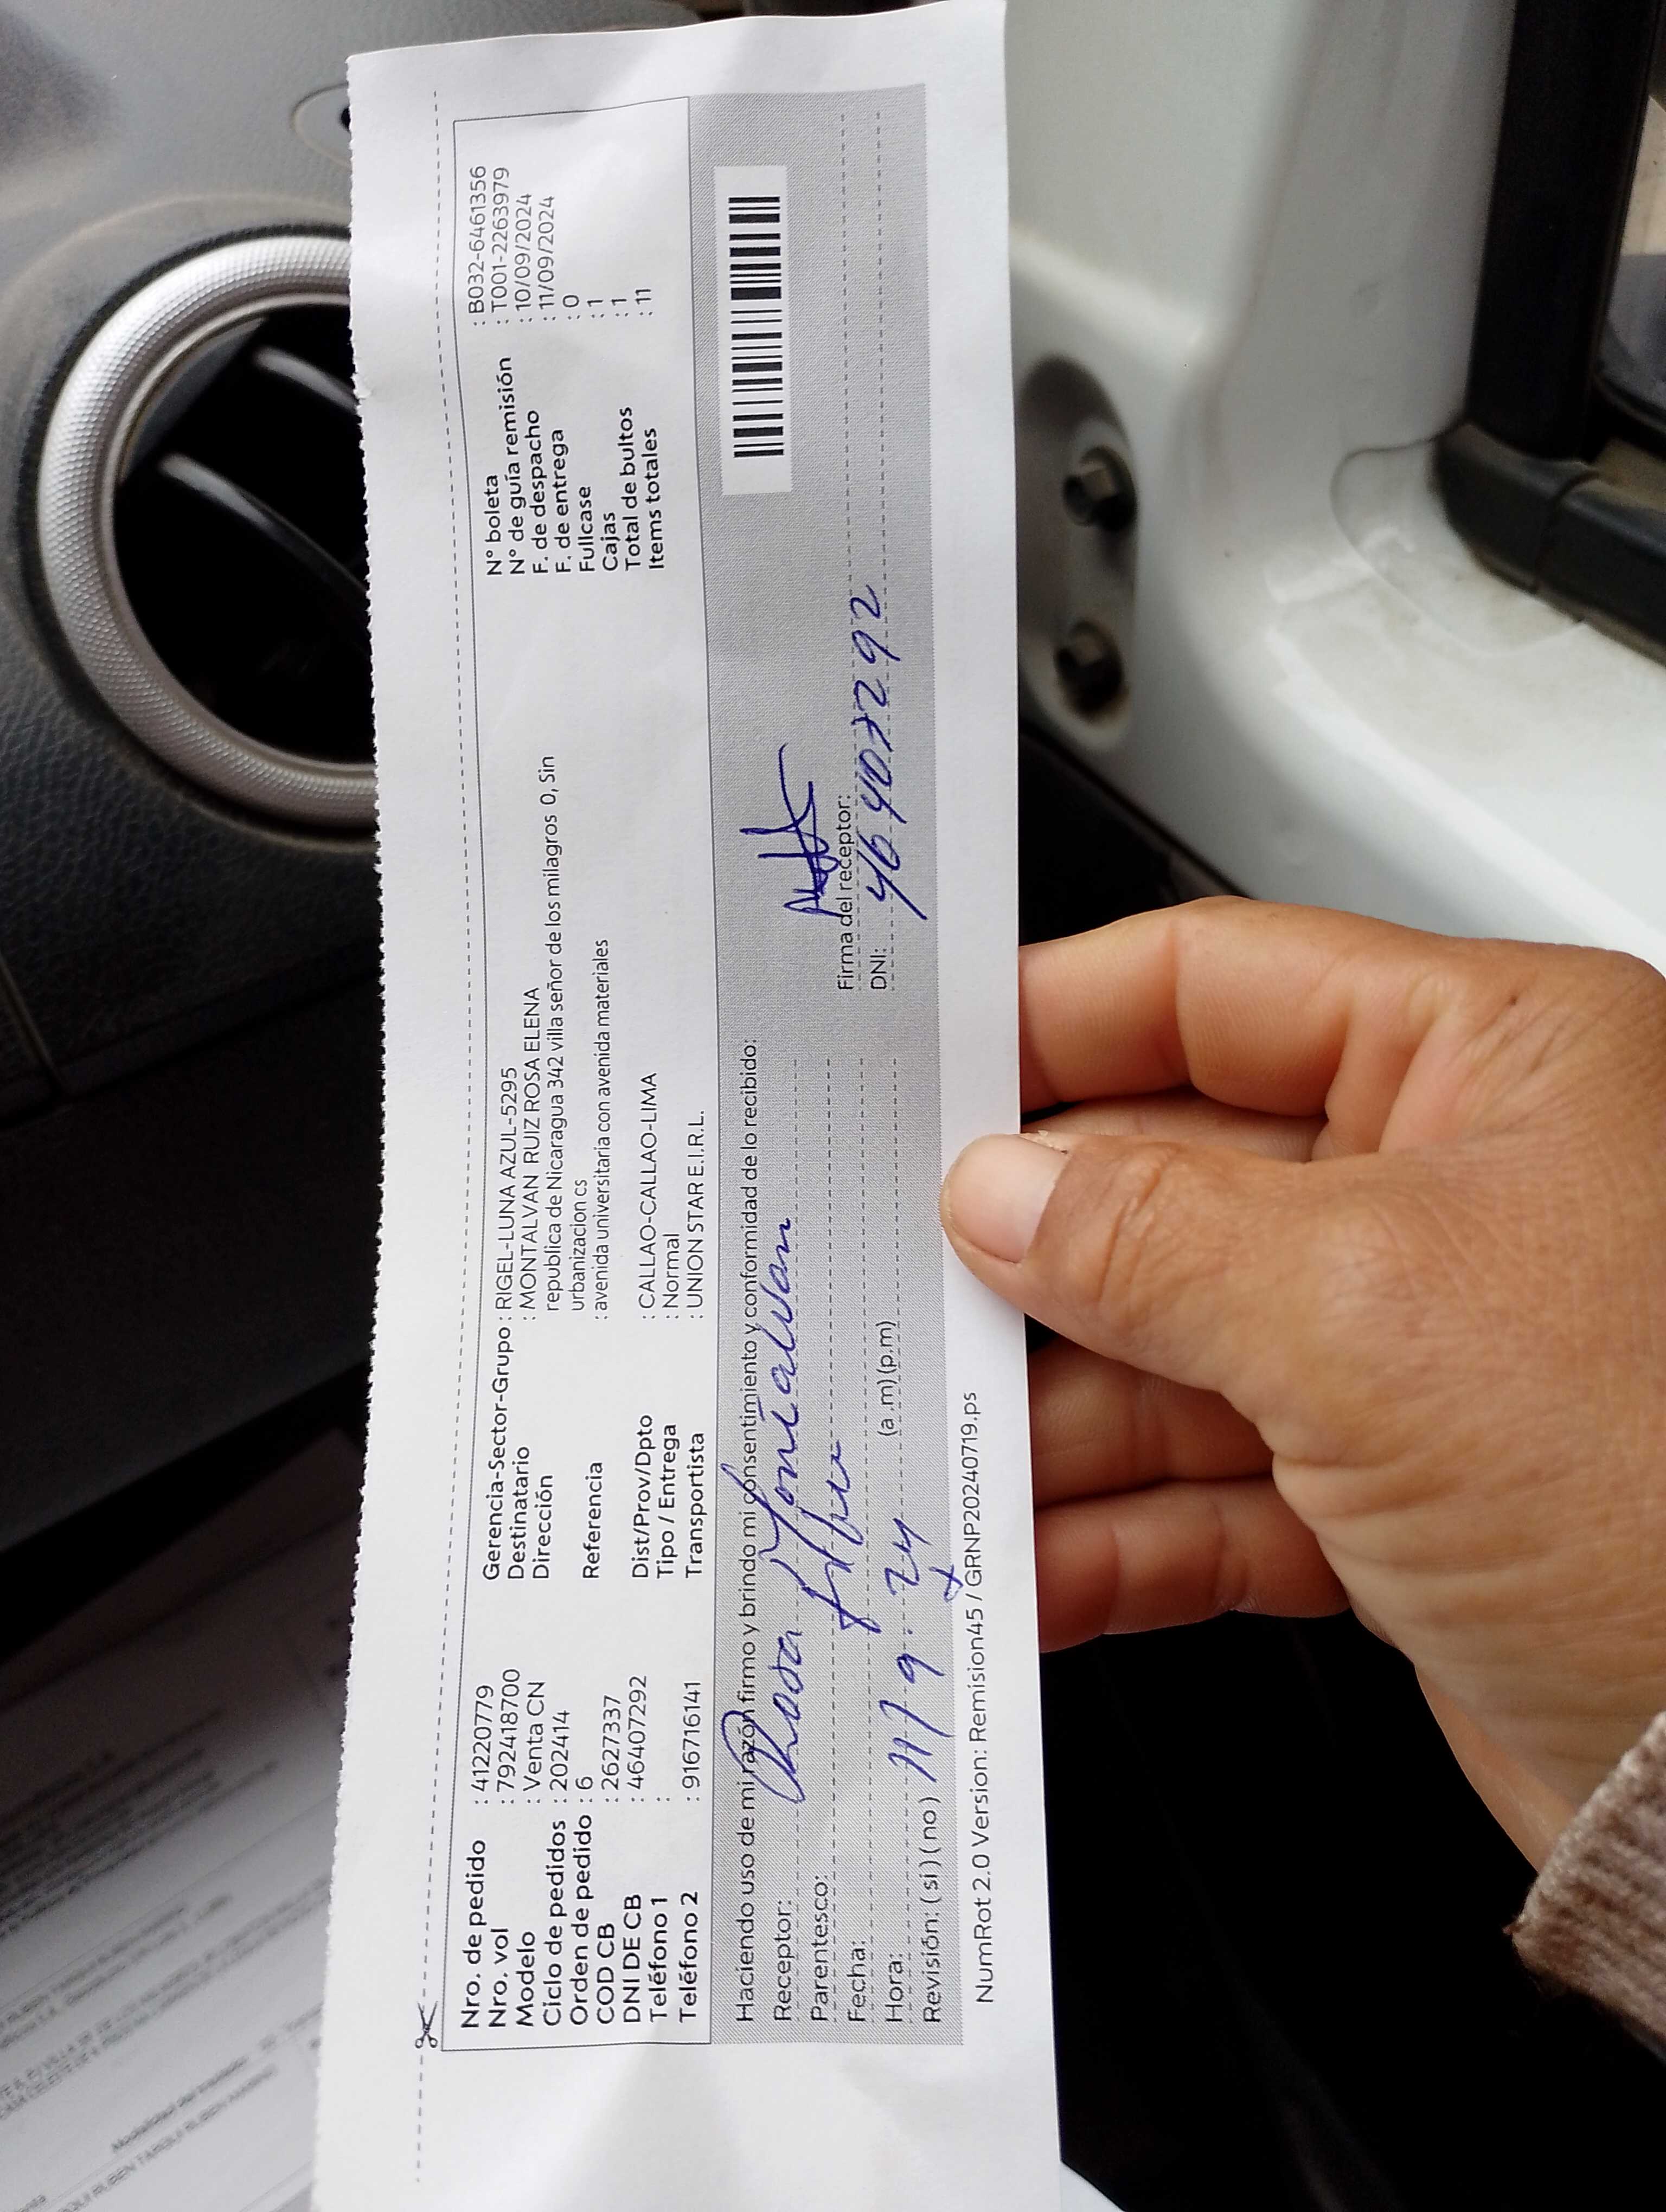 Nro. de pedido : 41220779
Nro. vol : 792418700
Modelo : Venta CN
Ciclo de pedidos : 202414
Orden de pedido : 6
COD CB : 2627337
DNI DE CB : 46407292
Teléfono 1 :
Teléfono 2 : 916716141
Gerencia-Sector-Grupo : RIGEL-LUNA AZUL-5295
Destinatario : MONTALVAN RUIZ ROSA ELENA
Dirección republica de Nicaragua 342 villa señor de los milagros 0, Sin
urbanizacion cs
Referencia : avenida universitaria con avenida materiales
Dist/Prov/Dpto : CALLAO-CALLAO-LIMA
Tipo / Entrega : Normal
Transportista : UNION STAR E.I.R.L.
N° boleta : B032-6461356
N° de guía remisión : T001-2263979
F. de despacho : 10/09/2024
F. de entrega : 11/09/2024
Fullcase : 0
Cajas : 1
Total de bultos : 1
Items totales : 11
Haciendo uso de mi razón firmo y brindo mi consentimiento y conformidad de lo recibido:
Receptor: Rosa Montalvan
Parentesco:
Fecha:
Hora: 11/9.24 (a .m) (p.m)
Revisión: ( si ) ( no )
Firma del receptor:
DNI: 46407292
NumRot 2.0 Version: Remision45 / GRNP20240719.ps